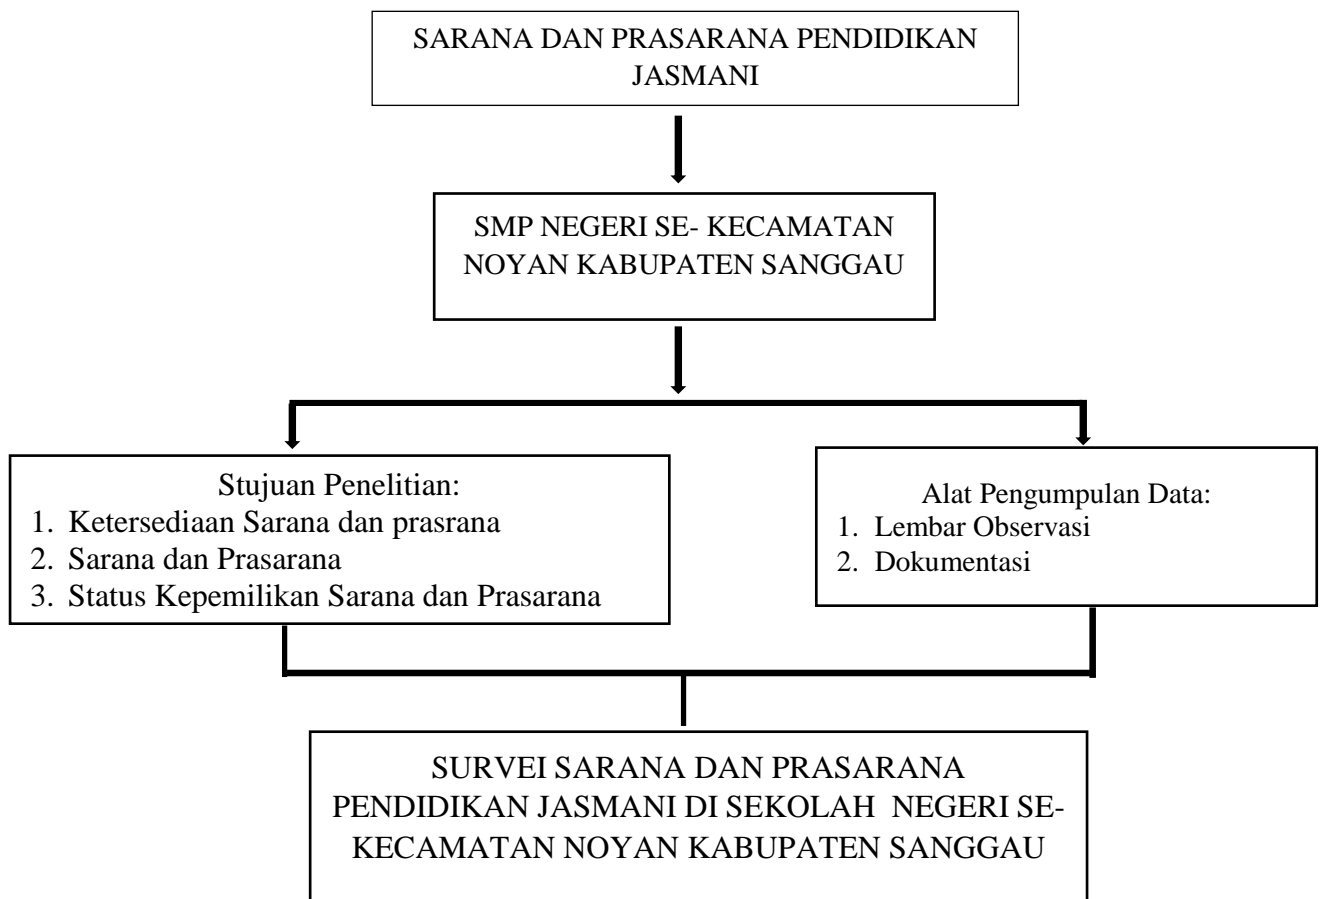 SARANA DAN PRASARANA PENDIDIKAN
JASMANI
SMP NEGERI SE- KECAMATAN
NOYAN KABUPATEN SANGGAU
Stujuan Penelitian:
1. Ketersediaan Sarana dan prasrana
2. Sarana dan Prasarana
3. Status Kepemilikan Sarana dan Prasarana
Alat Pengumpulan Data:
1. Lembar Observasi
2. Dokumentasi
SURVEI SARANA DAN PRASARANA
PENDIDIKAN JASMANI DI SEKOLAH NEGERI SE-
KECAMATAN NOYAN KABUPATEN SANGGAU